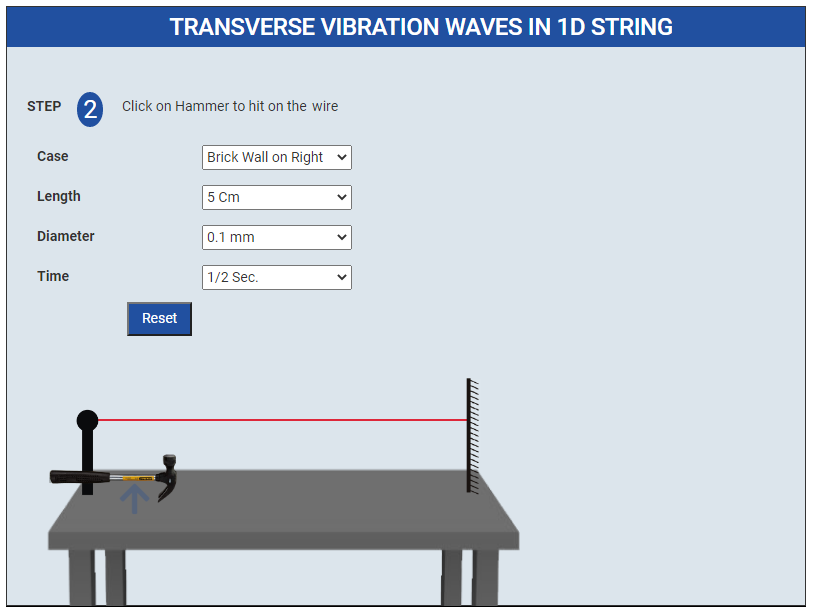 TRANSVERSE VIBRATION WAVES IN 1D STRING
STEP 2 Click on Hammer to hit on the wire
Case Brick Wall on Right
Length 5 Cm
Diameter 0.1 mm
Time 1/2 Sec.
Reset